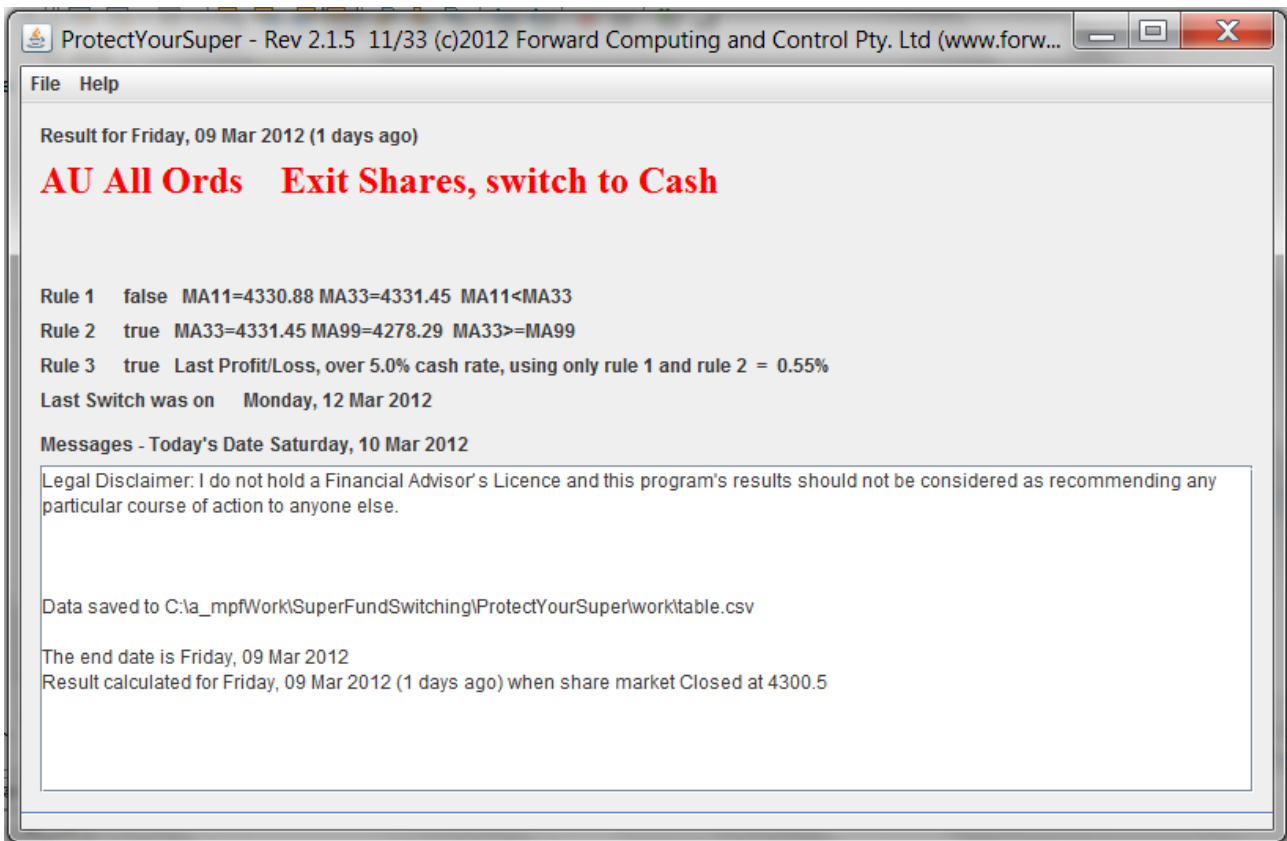 ProtectYourSuper - Rev 2.1.5 11/33 (c)2012 Forward Computing and Control Pty. Ltd (www.forw...
File Help
Result for Friday, 09 Mar 2012 (1 days ago)
AU All Ords Exit Shares, switch to Cash
Rule 1 false MA11=4330.88 MA33=4331.45 MA11<MA33
Rule 2 true MA33=4331.45 MA99=4278.29 MA33>=MA99
Rule 3 true Last Profit/Loss, over 5.0% cash rate, using only rule 1 and rule 2 = 0.55%
Last Switch was on Monday, 12 Mar 2012
Messages - Today's Date Saturday, 10 Mar 2012
Legal Disclaimer: I do not hold a Financial Advisor's Licence and this program's results should not be considered as recommending any
particular course of action to anyone else.
Data saved to C:\a_mpfWork\SuperFundSwitching\ProtectYourSuper\work\table.csv
The end date is Friday, 09 Mar 2012
Result calculated for Friday, 09 Mar 2012 (1 days ago) when share market Closed at 4300.5